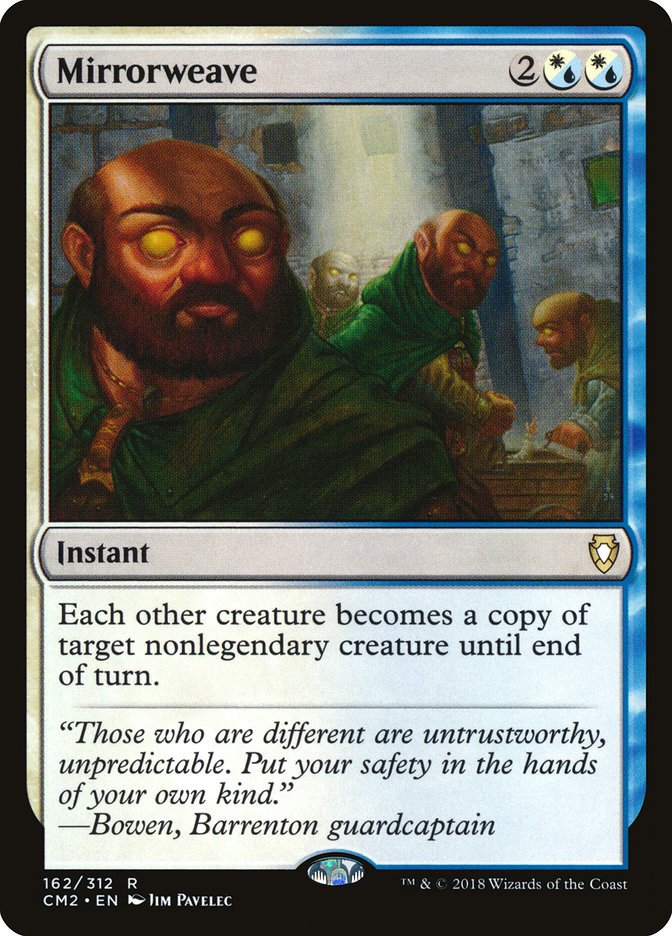 Mirrorweave 2
Instant
Each other creature becomes a copy of
target nonlegendary creature until end
of turn.
“Those who are different are untrustworthy,
unpredictable. Put your safety in the hands
of your own kind.”
—Bowen, Barrenton guardcaptain
162/312 R
CM2 • EN Jim Pavelec
™ & © 2018 Wizards of the Coast